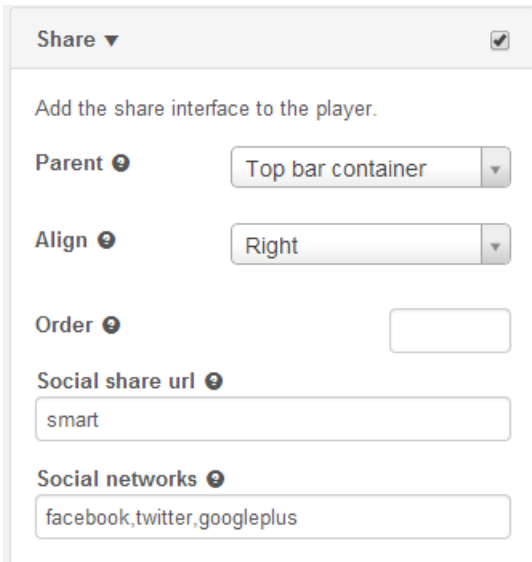 Share
Add the share interface to the player.
Parent
Top bar container
Align
Right
Order
Social share url
smart
Social networks
facebook,twitter,googleplus